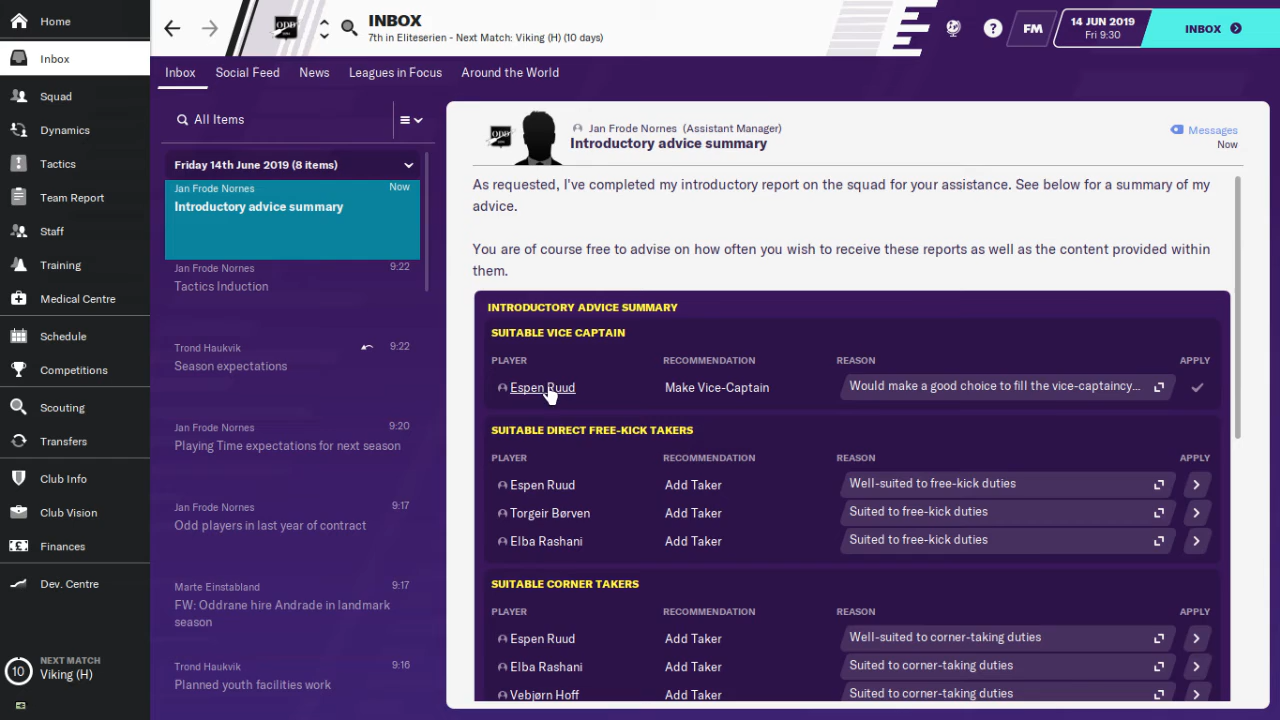 Home
Inbox
Squad
Dynamics
Tactics
Team Report
Staff
Training
Medical Centre
Schedule
Competitions
Scouting
Transfers
Club Info
Club Vision
Finances
Dev. Centre
10
NEXT MATCH
Viking (H)
ODD
INBOX
7th in Eliteserien - Next Match: Viking (H) (10 days)
?
FM
14 JUN 2019
Fri 9:30
INBOX
Inbox
Social Feed
News
Leagues in Focus
Around the World
All Items
Friday 14th June 2019 (8 items)
Jan Frode Nornes Now
Introductory advice summary
Jan Frode Nornes 9:22
Tactics Induction
Trond Haukvik 9:22
Season expectations
Jan Frode Nornes 9:20
Playing Time expectations for next season
Jan Frode Nornes 9:17
Odd players in last year of contract
Marte Einstabland 9:17
FW: Oddrane hire Andrade in landmark
season
Trond Haukvik 9:16
Planned youth facilities work
ODD
Jan Frode Nornes (Assistant Manager)
Introductory advice summary
Messages
Now
As requested, I've completed my introductory report on the squad for your assistance. See below for a summary of my
advice.
You are of course free to advise on how often you wish to receive these reports as well as the content provided within
them.
INTRODUCTORY ADVICE SUMMARY
SUITABLE VICE CAPTAIN
PLAYER RECOMMENDATION REASON APPLY
Espen Ruud Make Vice-Captain Would make a good choice to fill the vice-captaincy...
SUITABLE DIRECT FREE-KICK TAKERS
PLAYER RECOMMENDATION REASON APPLY
Espen Ruud Add Taker Well-suited to free-kick duties
Torgeir Børven Add Taker Suited to free-kick duties
Elba Rashani Add Taker Suited to free-kick duties
SUITABLE CORNER TAKERS
PLAYER RECOMMENDATION REASON APPLY
Espen Ruud Add Taker Well-suited to corner-taking duties
Elba Rashani Add Taker Suited to corner-taking duties
Vebjørn Hoff Add Taker Suited to corner-taking duties